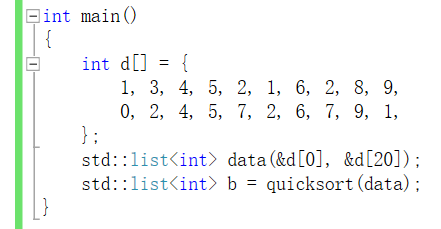 int main()
{
    int d[] = {
        1, 3, 4, 5, 2, 1, 6, 2, 8, 9,
        0, 2, 4, 5, 7, 2, 6, 7, 9, 1,
    };
    std::list<int> data(&d[0], &d[20]);
    std::list<int> b = quicksort(data);
}